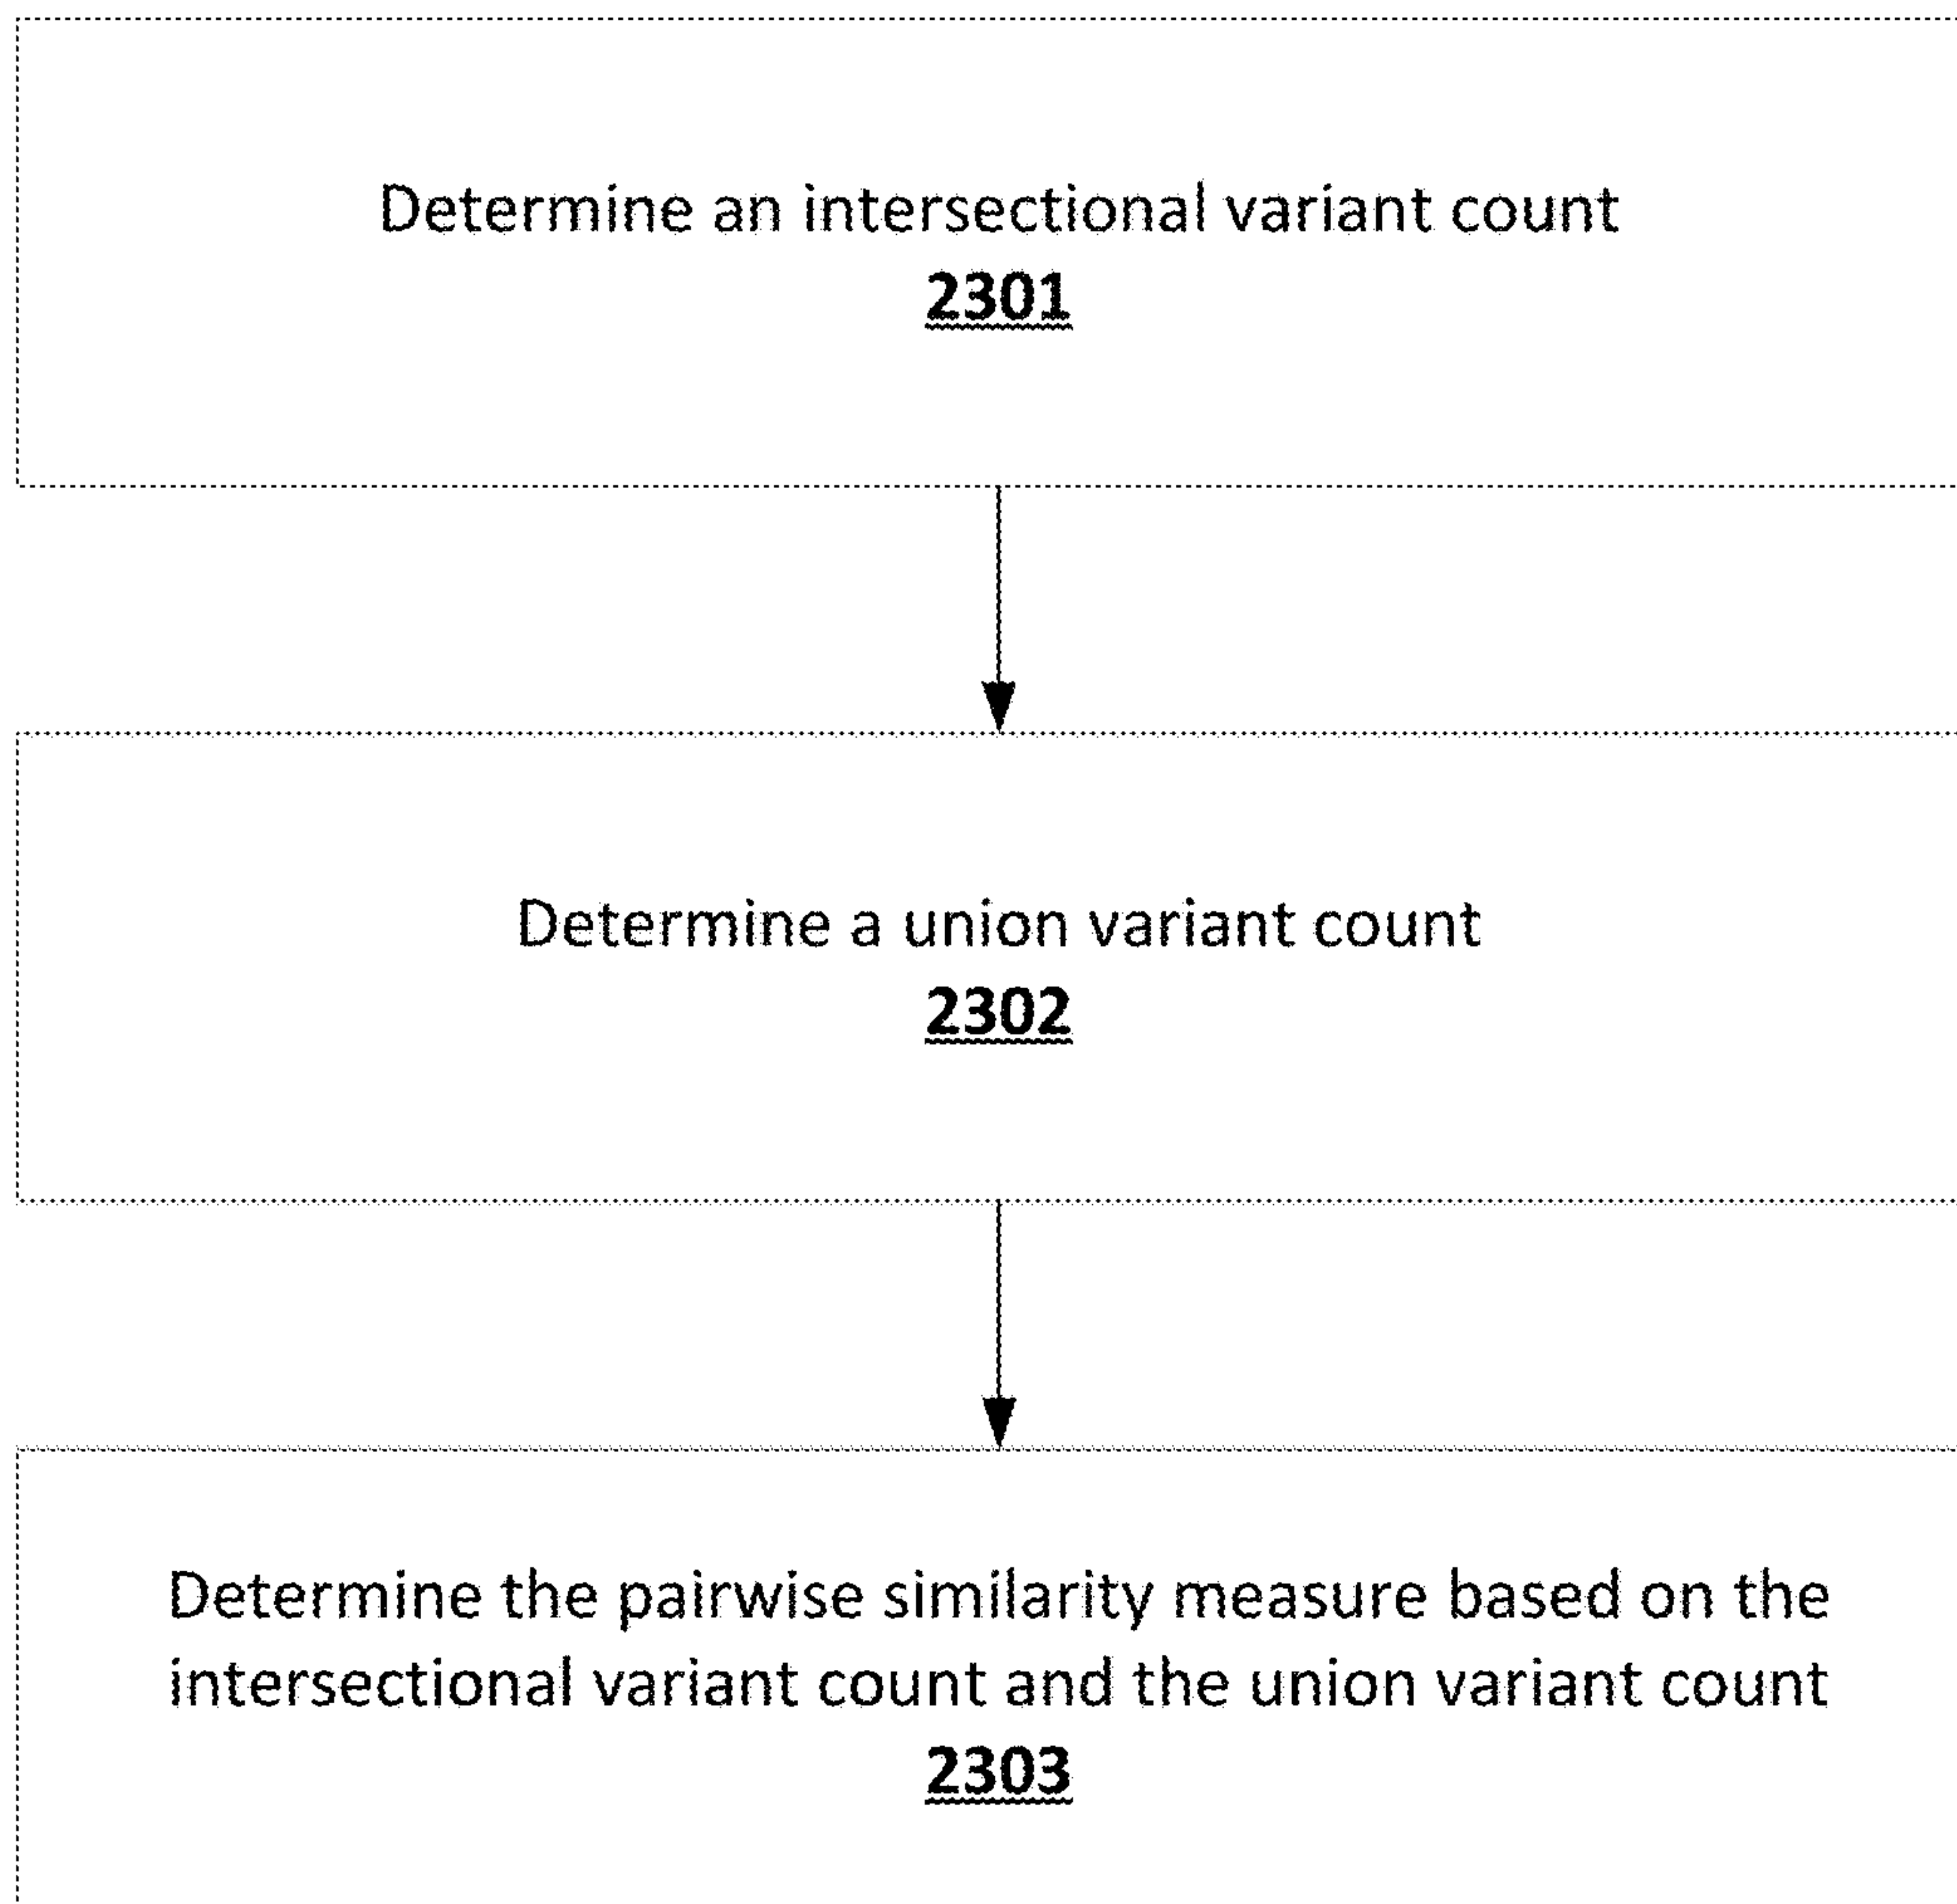 Determine an intersectional variant count
2301
Determine a union variant count
2302
Determine the pairwise similarity measure based on the
intersectional variant count and the union variant count
2303